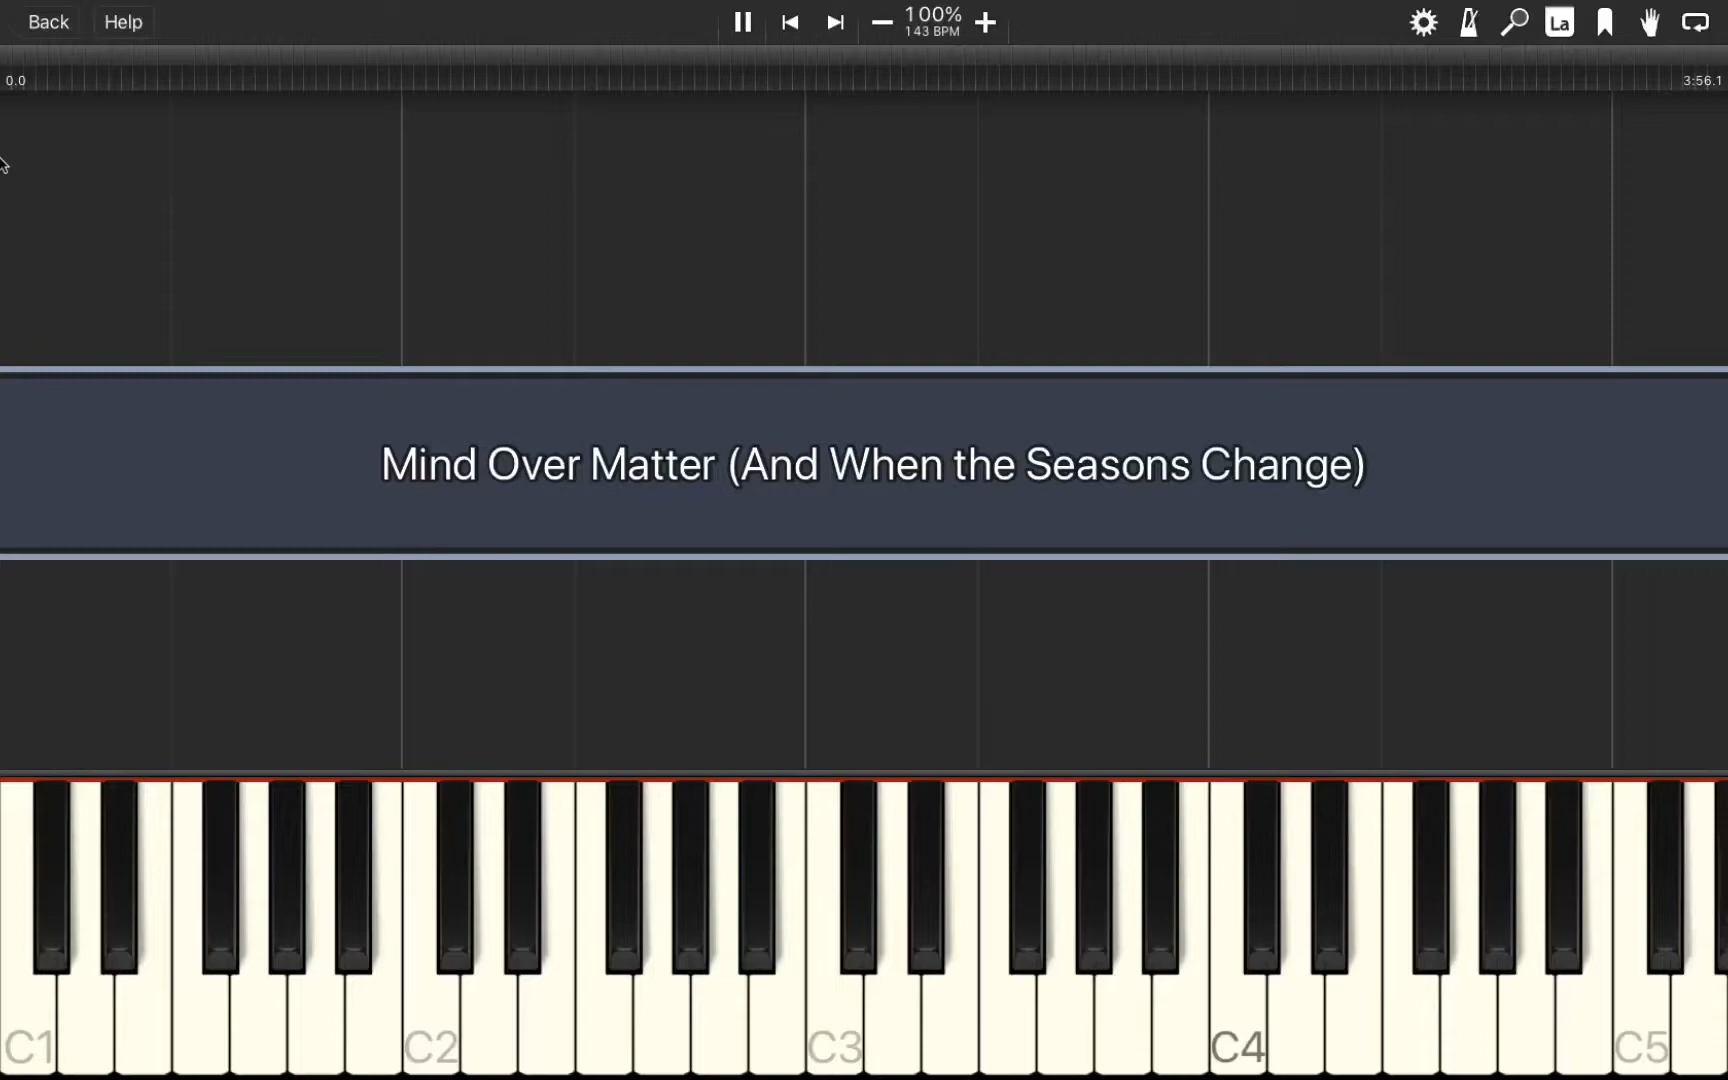 Back Help
100%
143 BPM
La
0.0
3:56.1
Mind Over Matter (And When the Seasons Change)
C1 C2 C3 C4 C5